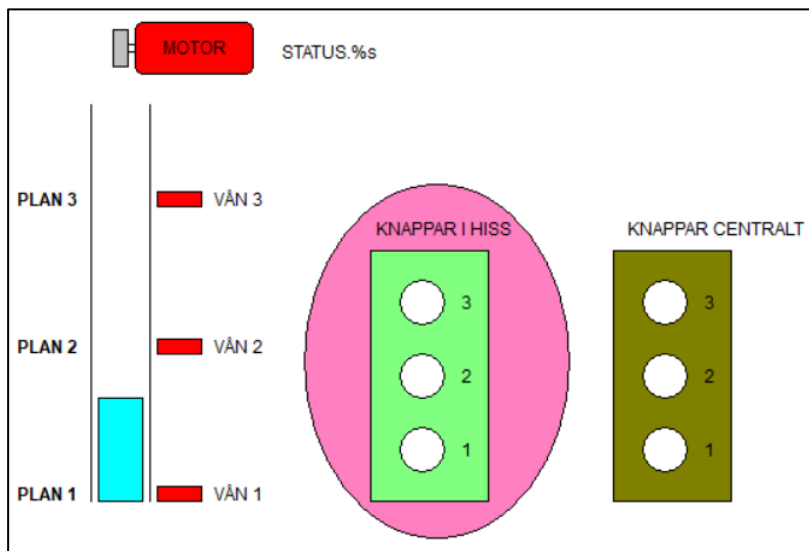 MOTOR
STATUS.%s
PLAN 3
VÅN 3
KNAPPAR I HISS
KNAPPAR CENTRALT
3
3
PLAN 2
VÅN 2
2
2
1
1
PLAN 1
VÅN 1